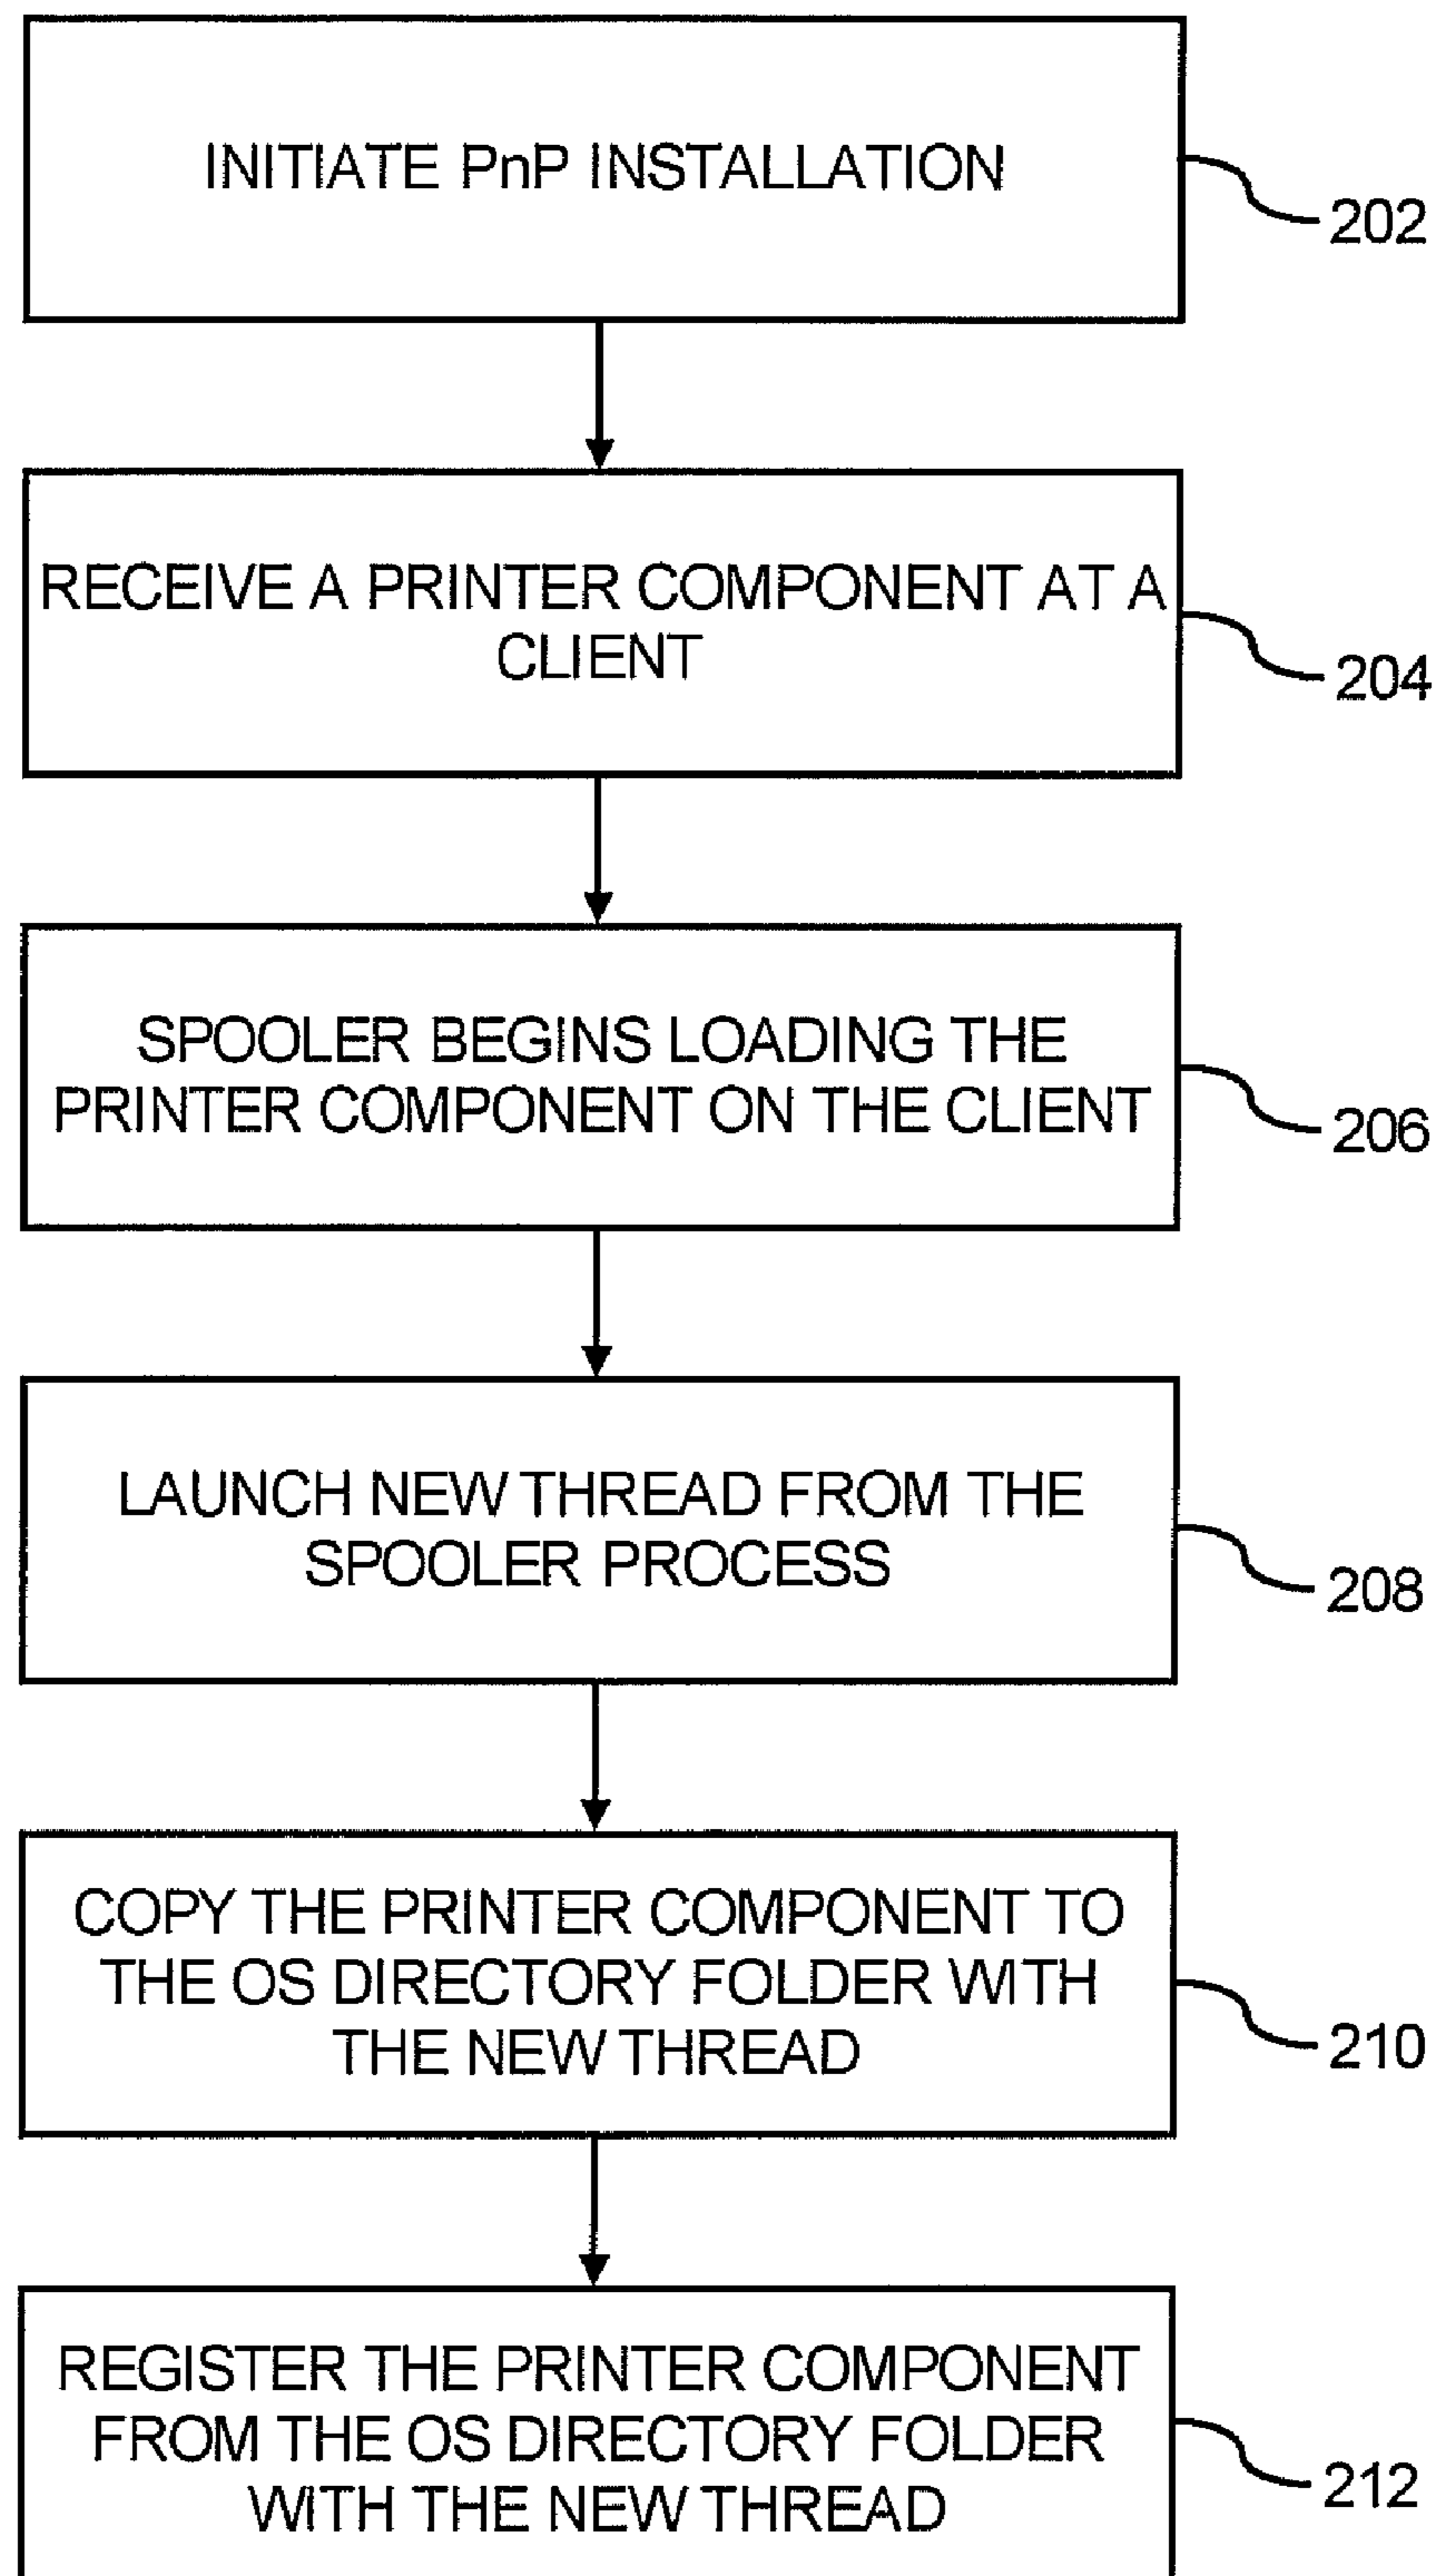 INITIATE PnP INSTALLATION
202
RECEIVE A PRINTER COMPONENT AT A
CLIENT
204
SPOOLER BEGINS LOADING THE
PRINTER COMPONENT ON THE CLIENT
206
LAUNCH NEW THREAD FROM THE
SPOOLER PROCESS
208
COPY THE PRINTER COMPONENT TO
THE OS DIRECTORY FOLDER WITH
THE NEW THREAD
210
REGISTER THE PRINTER COMPONENT
FROM THE OS DIRECTORY FOLDER
WITH THE NEW THREAD
212